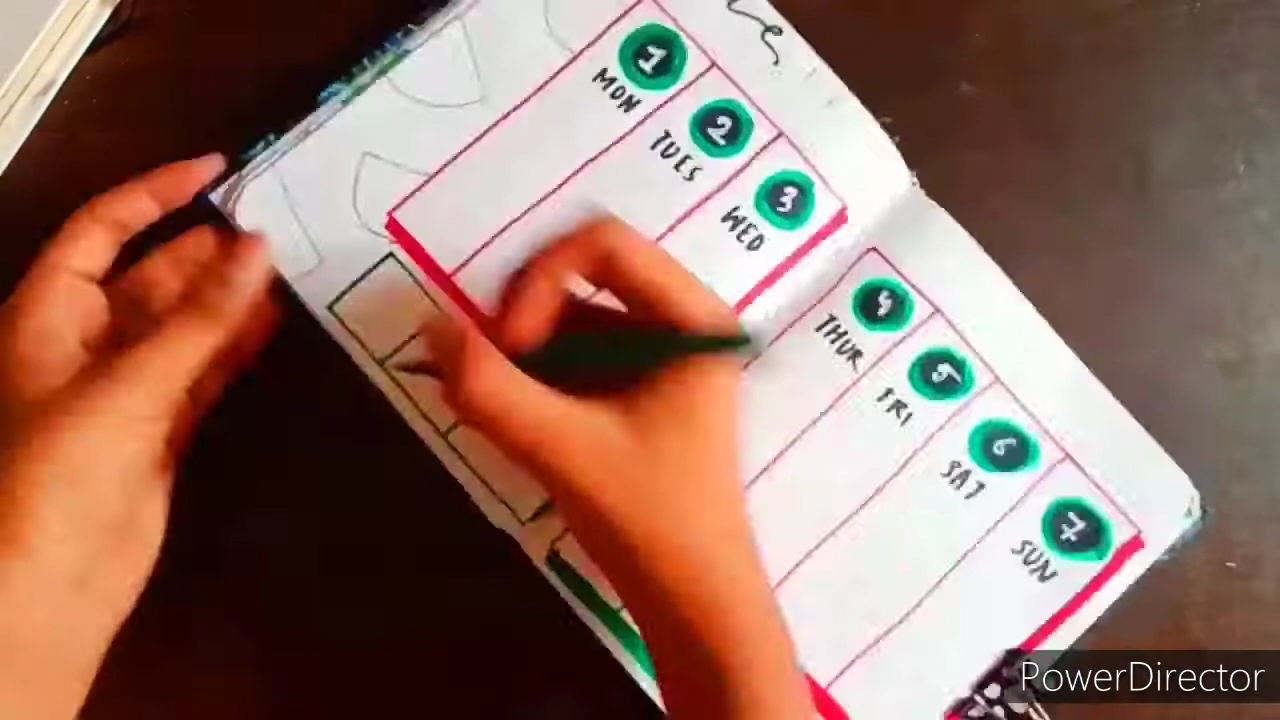 1
MON
2
TUES
3
WED
4
THUR
5
FRI
6
SAT
7
SUN
PowerDirector